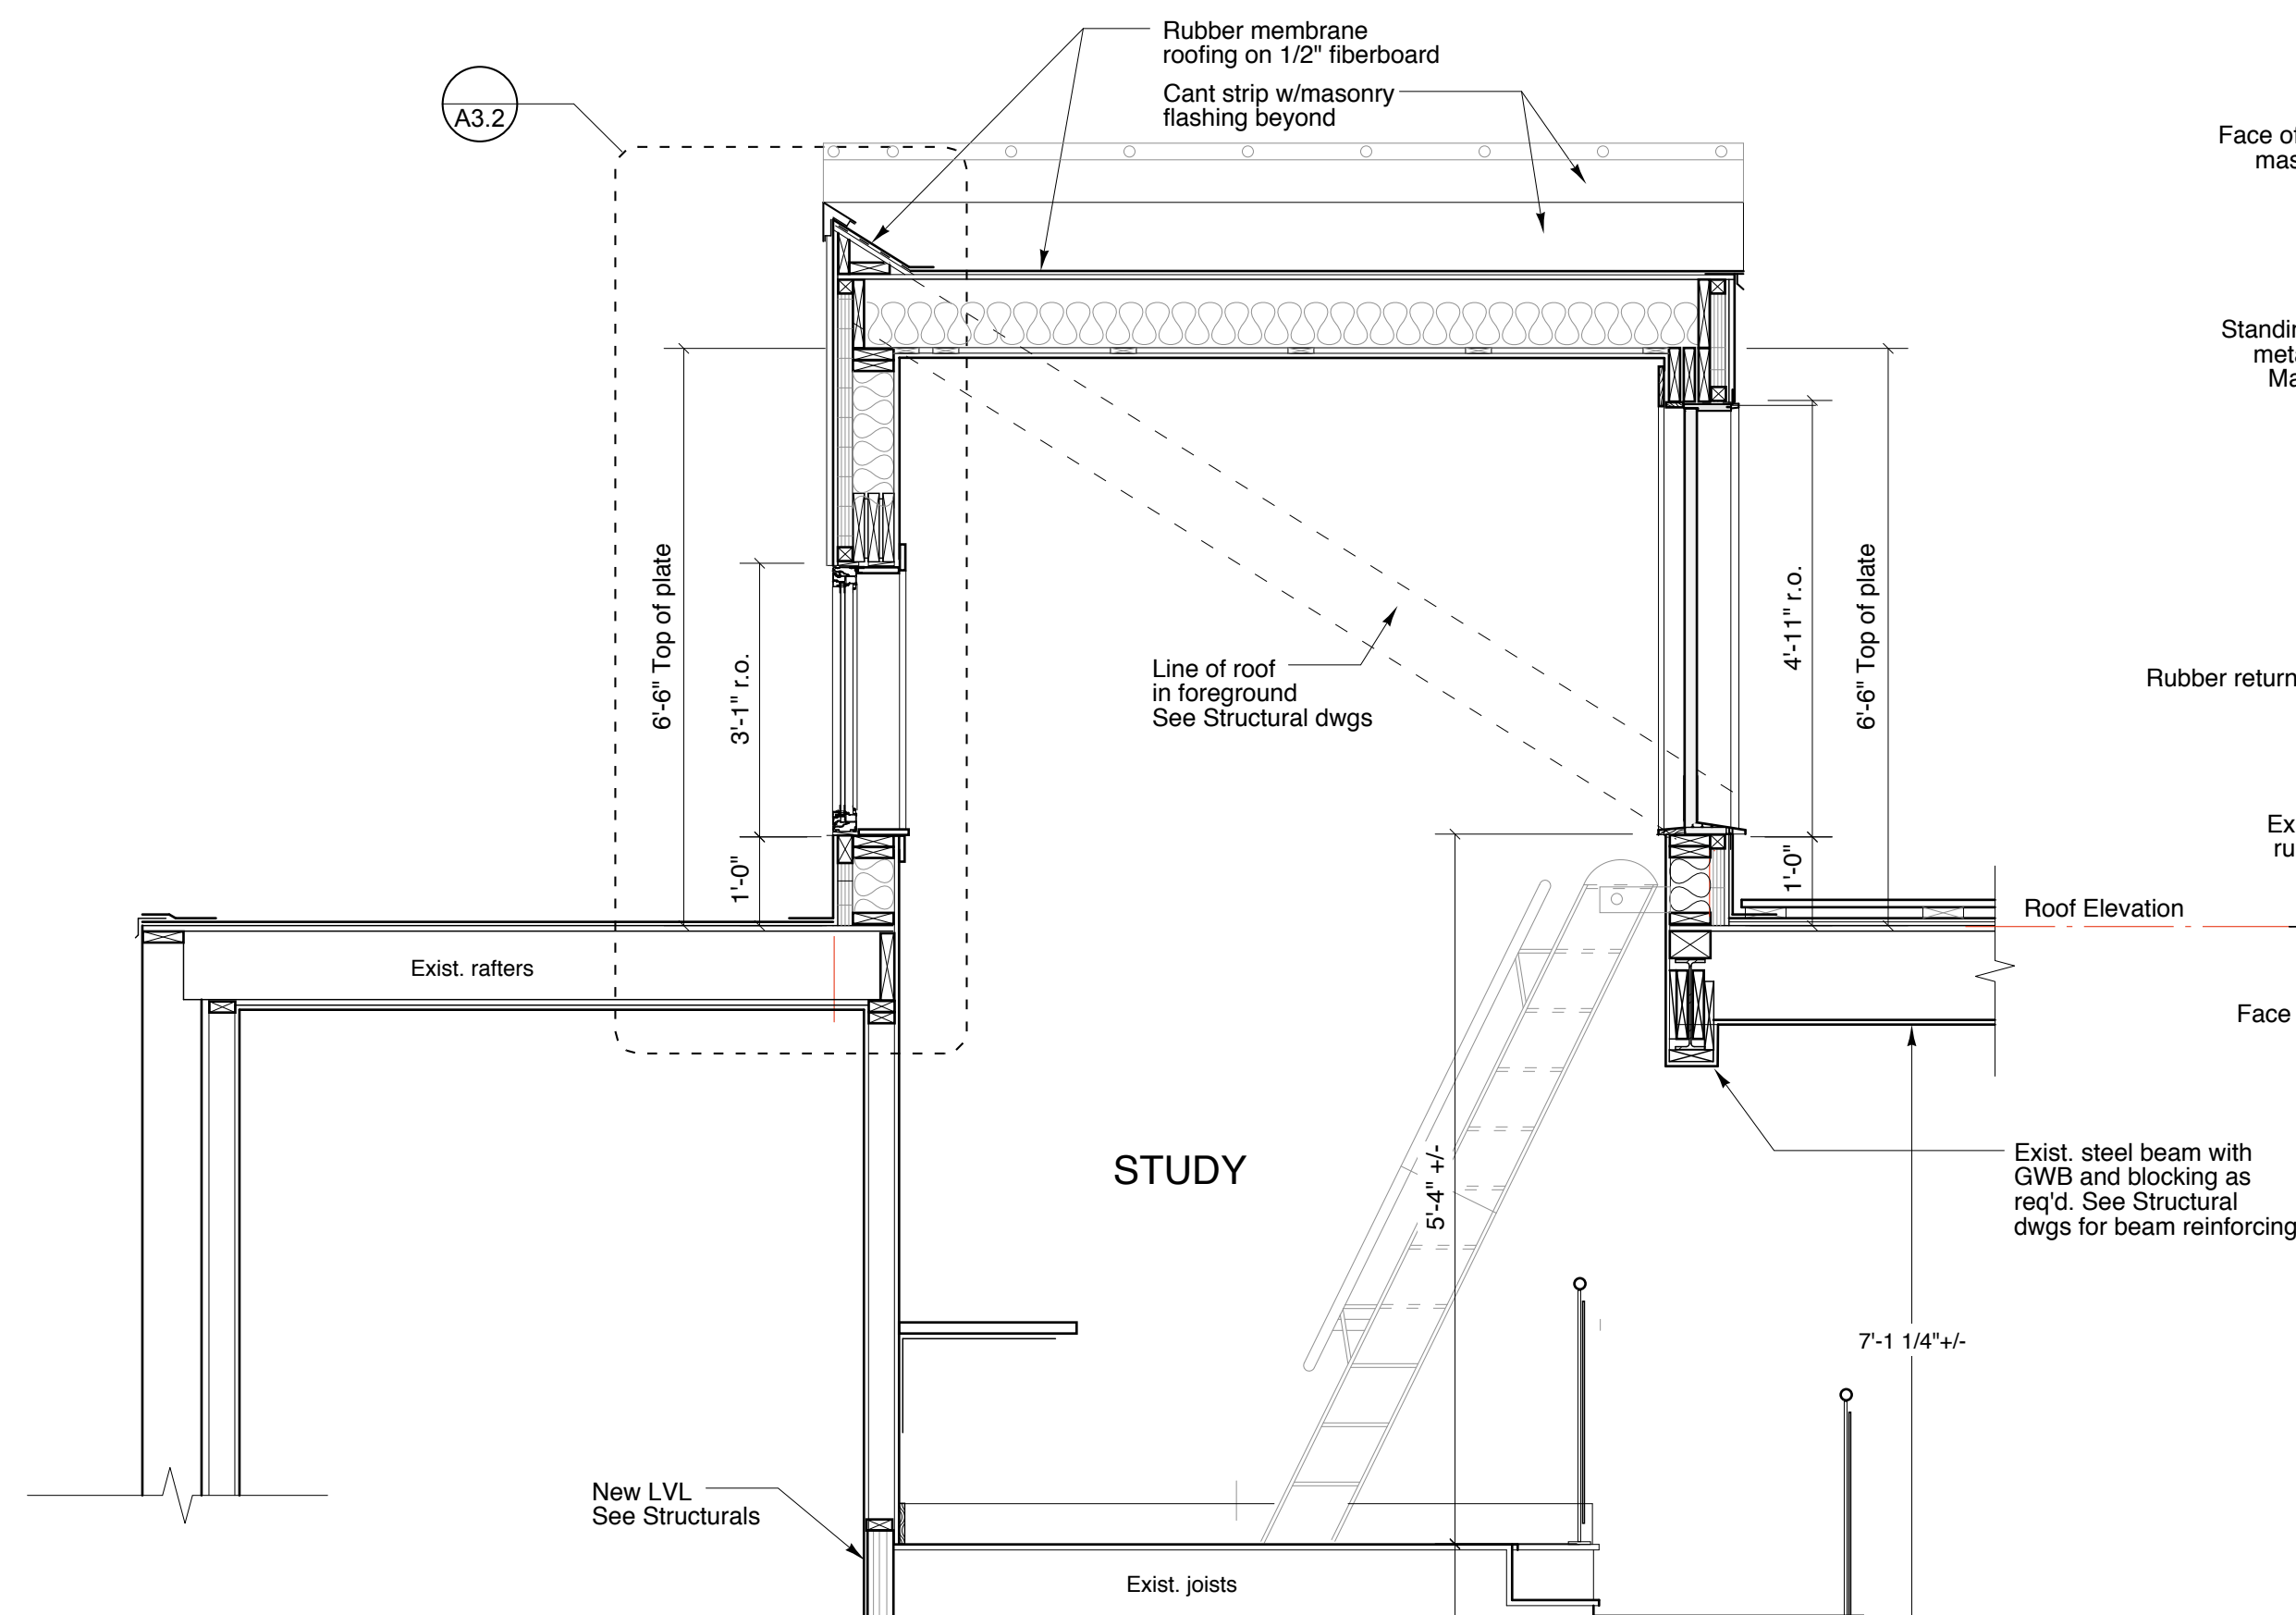 Rubber membrane
roofing on 1/2" fiberboard
Cant strip w/masonry
flashing beyond
A3.2
Face of
Line of roof
in foreground
See Structural dwgs
6'-6" Top of plate
3'-1" r.o.
1'-0"
4'-11" r.o.
6'-6" Top of plate
1'-0"
Rubber return
Roof Elevation
Exist. rafters
Face
STUDY
5'-4" +/-
Exist. steel beam with
GWB and blocking as
req'd. See Structural
dwgs for beam reinforcing
7'-1 1/4"+/-
New LVL
See Structurals
Exist. joists